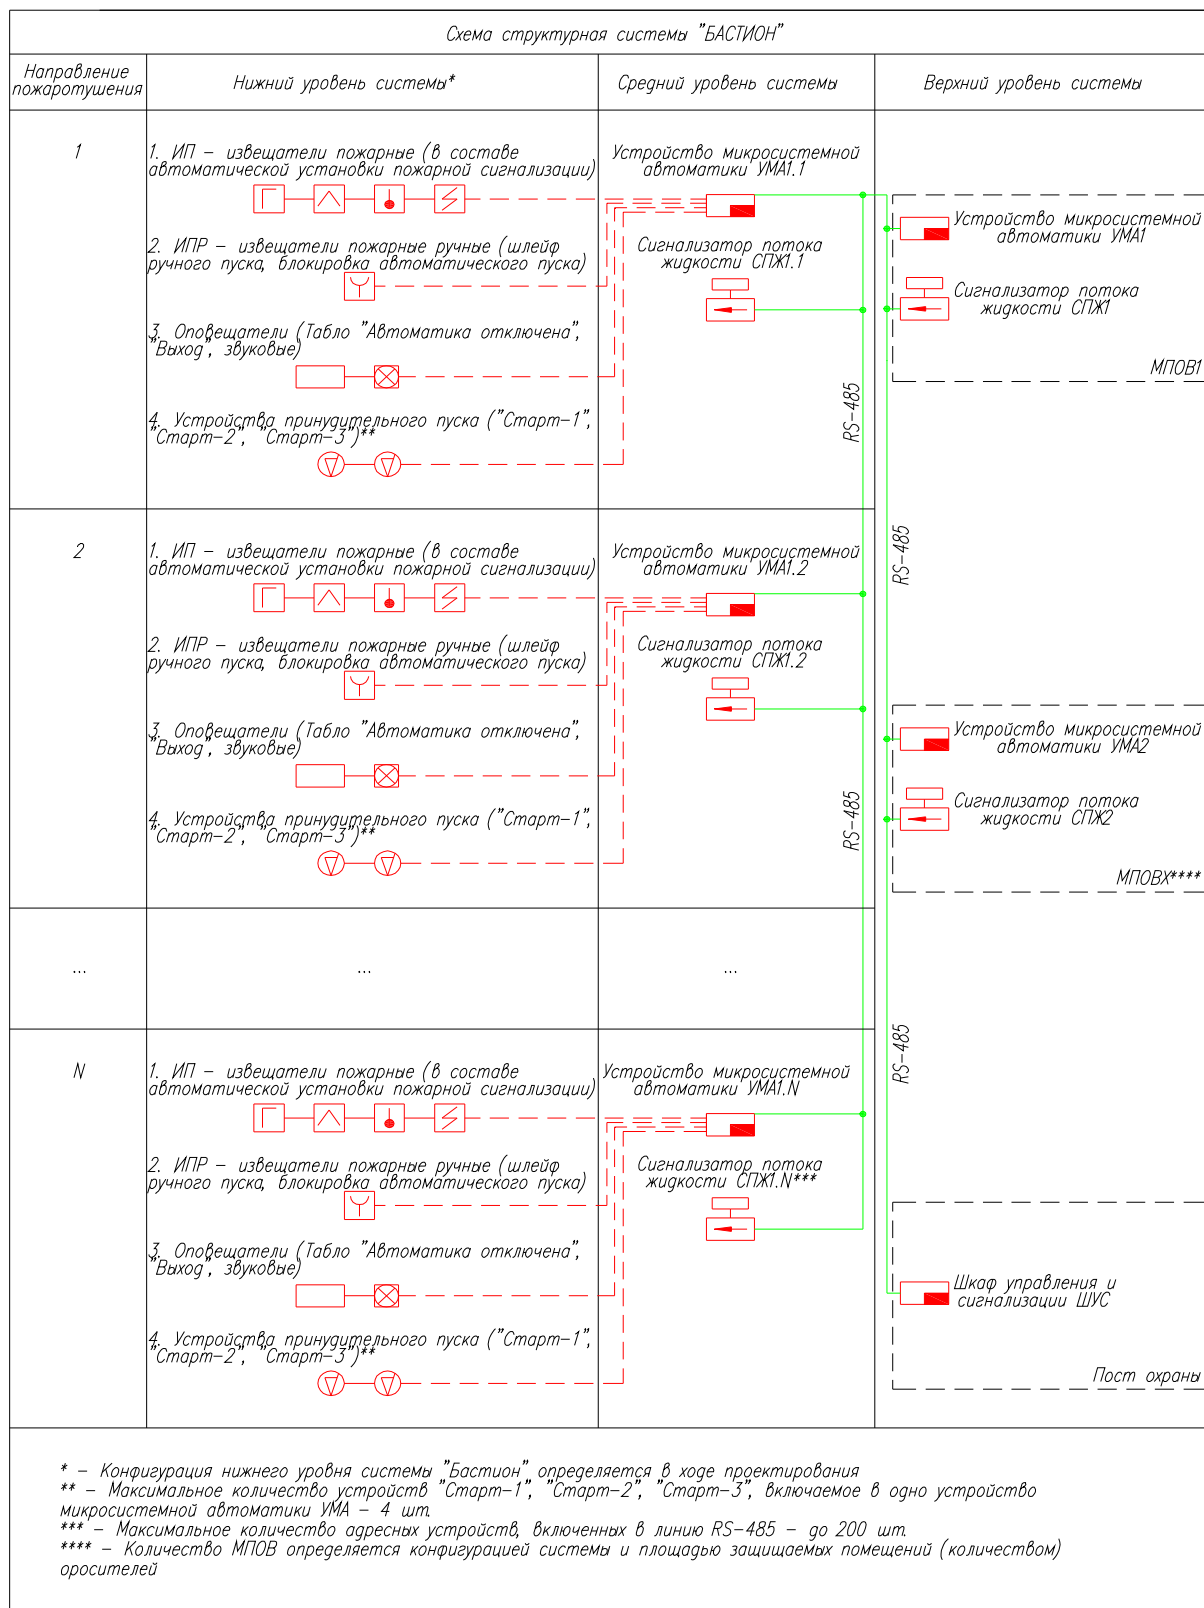 Схема структурная системы "БАСТИОН"
Направление
пожаротушения
Нижний уровень системы*
Средний уровень системы
Верхний уровень системы
1
1. ИП – извещатели пожарные (в составе
автоматической установки пожарной сигнализации)
2. ИПР – извещатели пожарные ручные (шлейф
ручного пуска, блокировка автоматического пуска)
3. Оповещатели (Табло "Автоматика отключена",
"Выход", звуковые)
4. Устройства принудительного пуска ("Старт-1",
"Старт-2", "Старт-3")**
Устройство микросистемной
автоматики УМА1.1
Сигнализатор потока
жидкости СПЖ1.1
RS-485
Устройство микросистемной
автоматики УМА1
Сигнализатор потока
жидкости СПЖ1
МПОВ1
RS-485
2
1. ИП – извещатели пожарные (в составе
автоматической установки пожарной сигнализации)
2. ИПР – извещатели пожарные ручные (шлейф
ручного пуска, блокировка автоматического пуска)
3. Оповещатели (Табло "Автоматика отключена",
"Выход", звуковые)
4. Устройства принудительного пуска ("Старт-1",
"Старт-2", "Старт-3")**
Устройство микросистемной
автоматики УМА1.2
Сигнализатор потока
жидкости СПЖ1.2
RS-485
Устройство микросистемной
автоматики УМА2
Сигнализатор потока
жидкости СПЖ2
МПОВХ****
...
...
...
RS-485
N
1. ИП – извещатели пожарные (в составе
автоматической установки пожарной сигнализации)
2. ИПР – извещатели пожарные ручные (шлейф
ручного пуска, блокировка автоматического пуска)
3. Оповещатели (Табло "Автоматика отключена",
"Выход", звуковые)
4. Устройства принудительного пуска ("Старт-1",
"Старт-2", "Старт-3")**
Устройство микросистемной
автоматики УМА1.N
Сигнализатор потока
жидкости СПЖ1.N***
Шкаф управления и
сигнализации ШУС
Пост охраны
* – Конфигурация нижнего уровня системы "Бастион" определяется в ходе проектирования
** – Максимальное количество устройств "Старт-1", "Старт-2", "Старт-3", включаемое в одно устройство
микросистемной автоматики УМА – 4 шт.
*** – Максимальное количество адресных устройств, включенных в линию RS-485 – до 200 шт.
**** – Количество МПОВ определяется конфигурацией системы и площадью защищаемых помещений (количеством)
оросителей